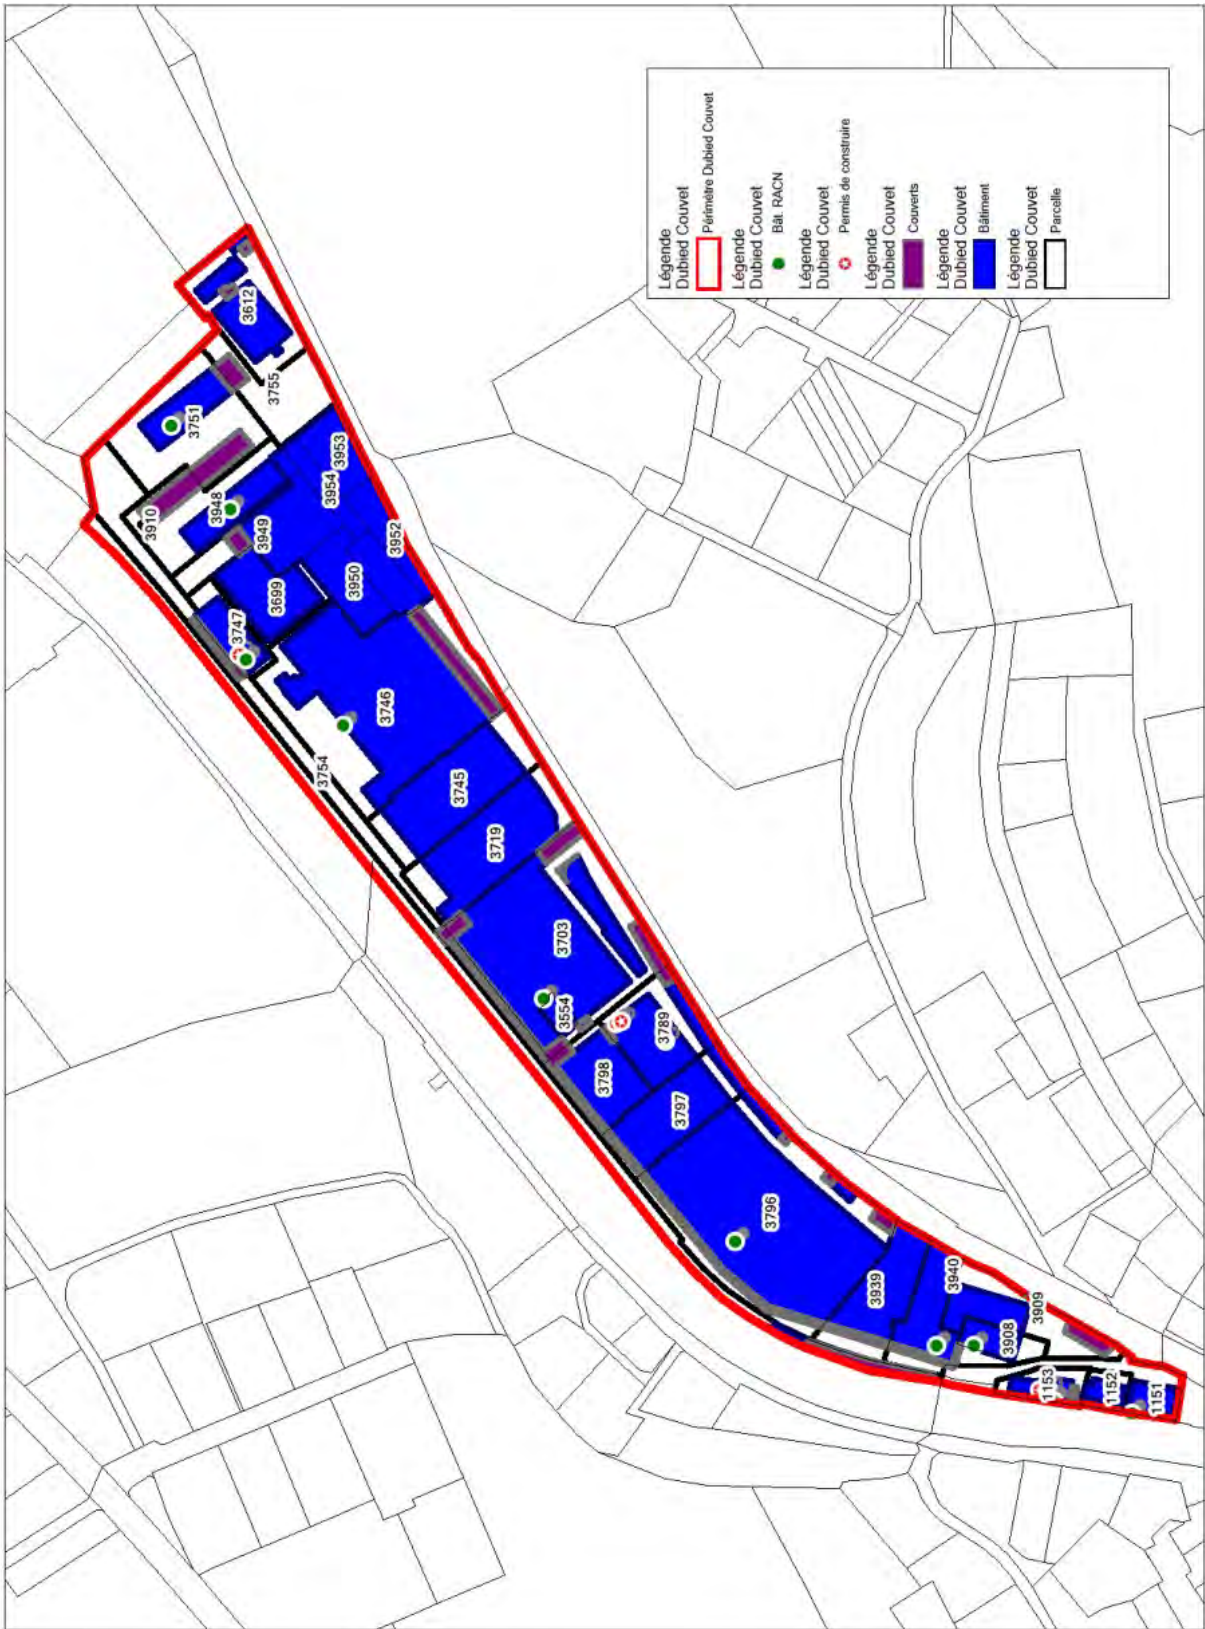 3612
3755
3751
3953
3954
3948
3910
3949
3952
3950
3699
3747
3746
3754
3745
3719
3703
3554
3789
3798
3797
3796
3939
3940
3909
3908
1153
1152
1151
Légende
Dubied Couvet
Périmètre Dubied Couvet
Légende
Dubied Couvet
Bât. RACN
Légende
Dubied Couvet
Permis de construire
Légende
Dubied Couvet
Couverts
Légende
Dubied Couvet
Bâtiment
Légende
Dubied Couvet
Parcelle